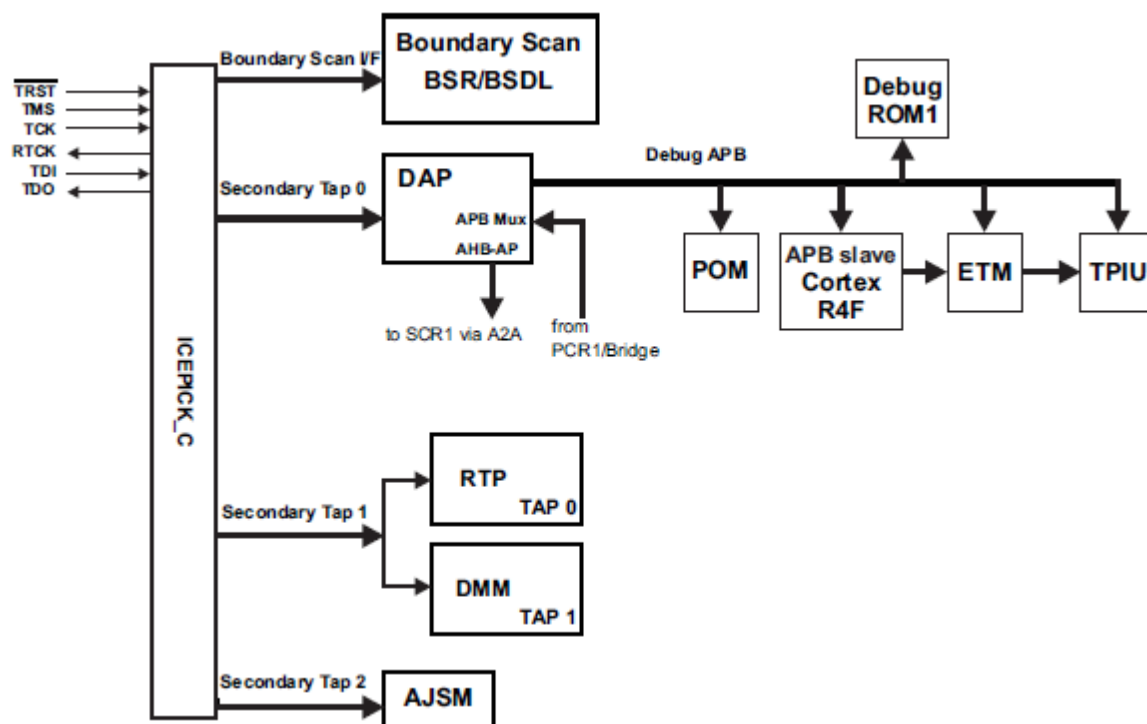 Boundary Scan I/F
Boundary Scan
BSR/BSDL
TRST
TMS
TCK
RTCK
TDI
TDO
ICEPICK_C
Secondary Tap 0
DAP
APB Mux
AHB-AP
to SCR1 via A2A
from
PCR1/Bridge
Debug APB
Debug
ROM1
POM
APB slave
Cortex
R4F
ETM
TPIU
Secondary Tap 1
RTP
TAP 0
DMM
TAP 1
Secondary Tap 2
AJSM